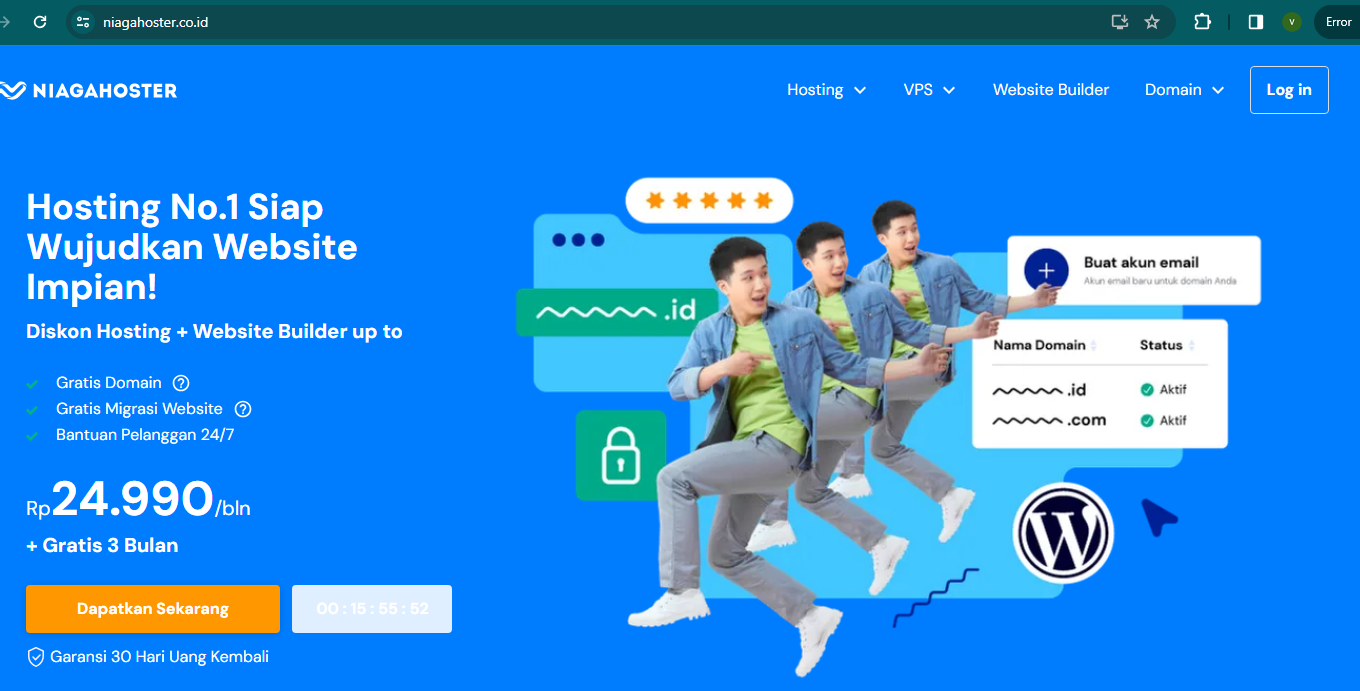 niagahoster.co.id
V
Error
NIAGAHOSTER
Hosting
VPS
Website Builder
Domain
Log in
Hosting No.1 Siap
Wujudkan Website
Impian!
Diskon Hosting + Website Builder up to
Gratis Domain
Gratis Migrasi Website
Bantuan Pelanggan 24/7
Rp24.990/bln
+ Gratis 3 Bulan
Dapatkan Sekarang
00 : 15 : 55 : 52
Garansi 30 Hari Uang Kembali
.id
Buat akun email
Akun email baru untuk domain Anda
Nama Domain Status
.id Aktif
.com Aktif
W